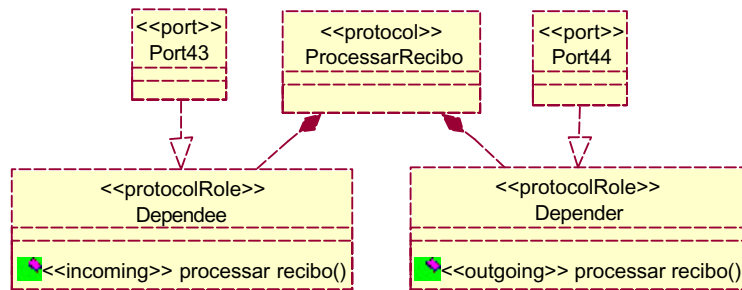 <<port>>
Port43
<<protocol>>
ProcessarRecibo
<<port>>
Port44
<<protocolRole>>
Dependee
<<incoming>> processar recibo()
<<protocolRole>>
Depender
<<outgoing>> processar recibo()